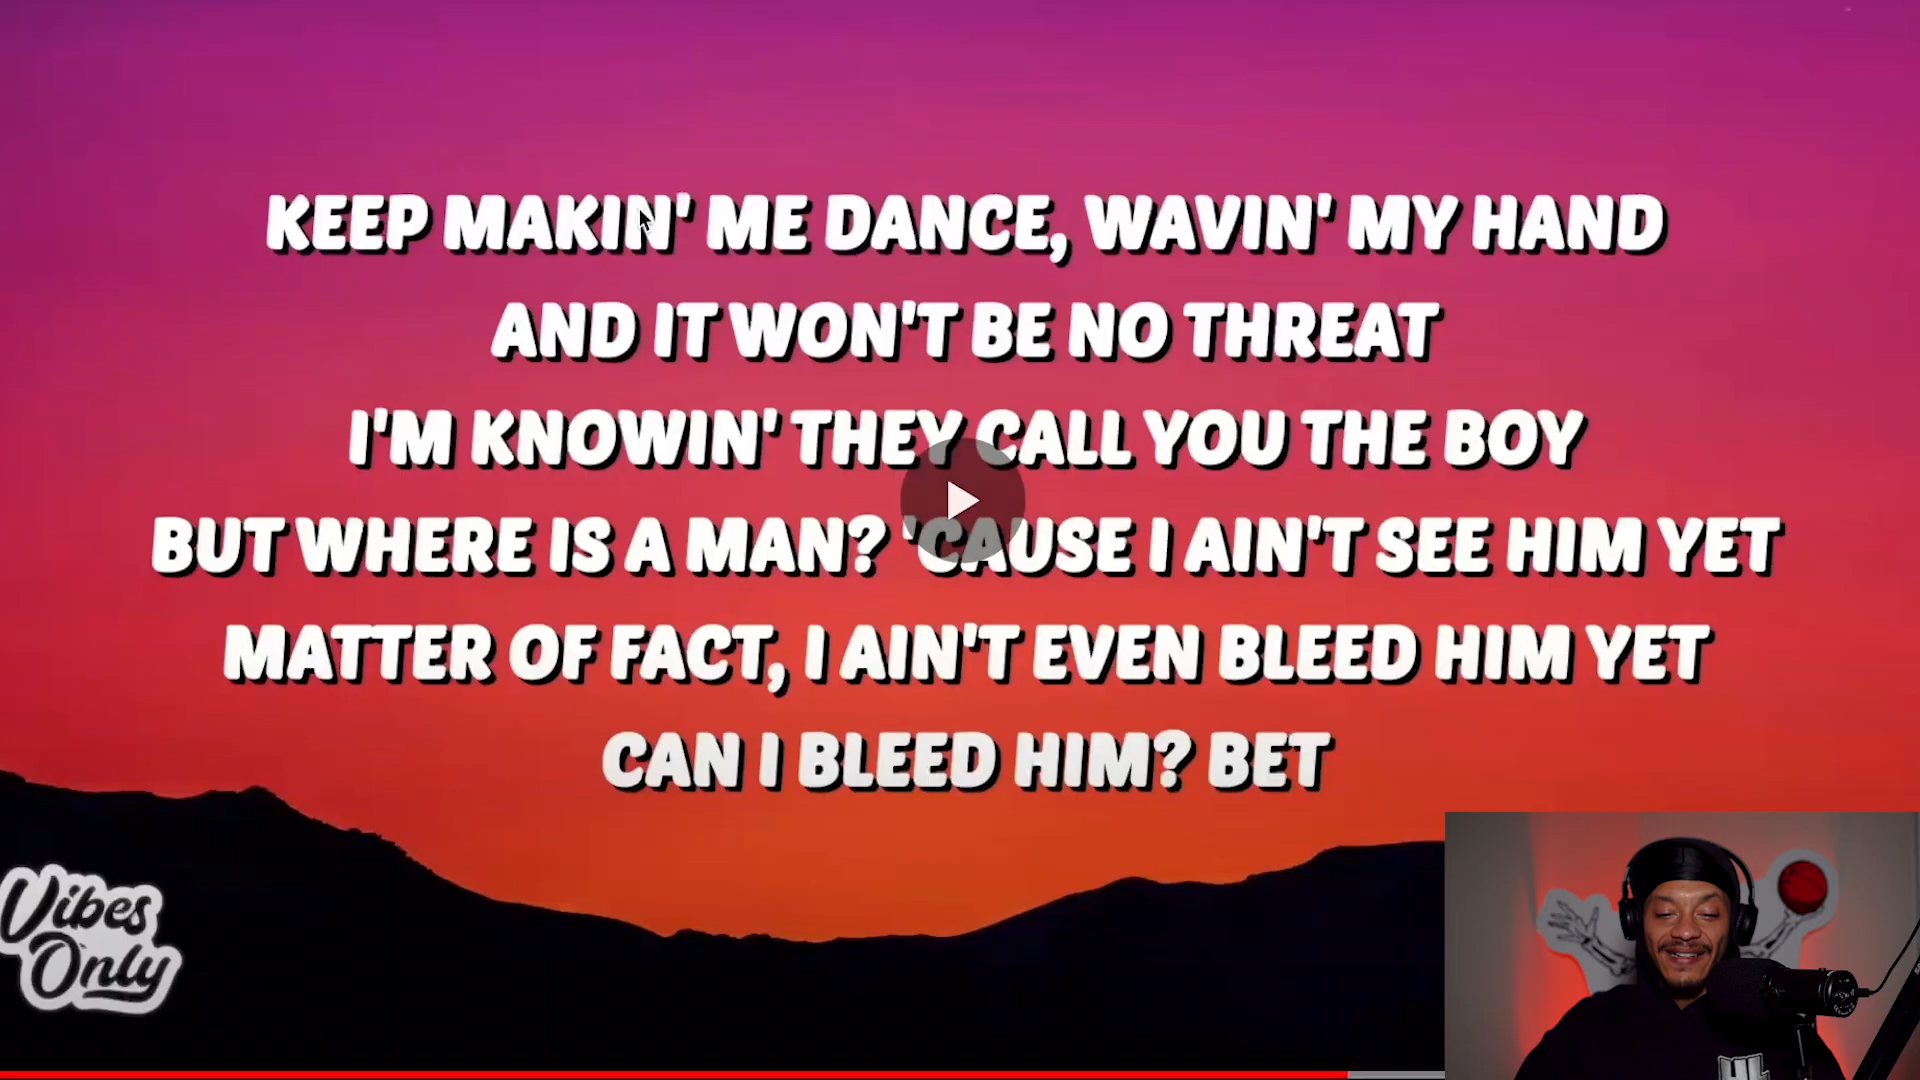 KEEP MAKIN' ME DANCE, WAVIN' MY HAND
AND IT WON'T BE NO THREAT
I'M KNOWIN' THEY CALL YOU THE BOY
BUT WHERE IS A MAN? 'CAUSE I AIN'T SEE HIM YET
MATTER OF FACT, I AIN'T EVEN BLEED HIM YET
CAN I BLEED HIM? BET
Vibes
Only